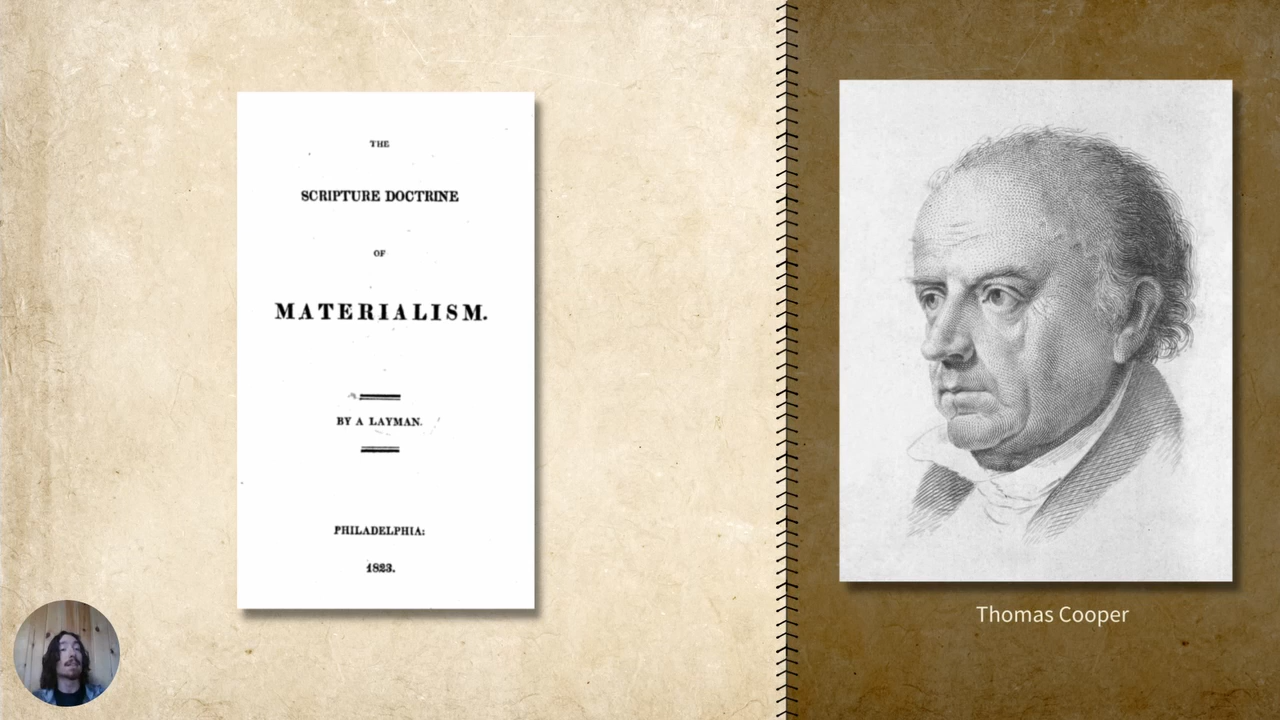 THE
SCRIPTURE DOCTRINE
OF
MATERIALISM.
BY A LAYMAN.
PHILADELPHIA:
1823.
Thomas Cooper